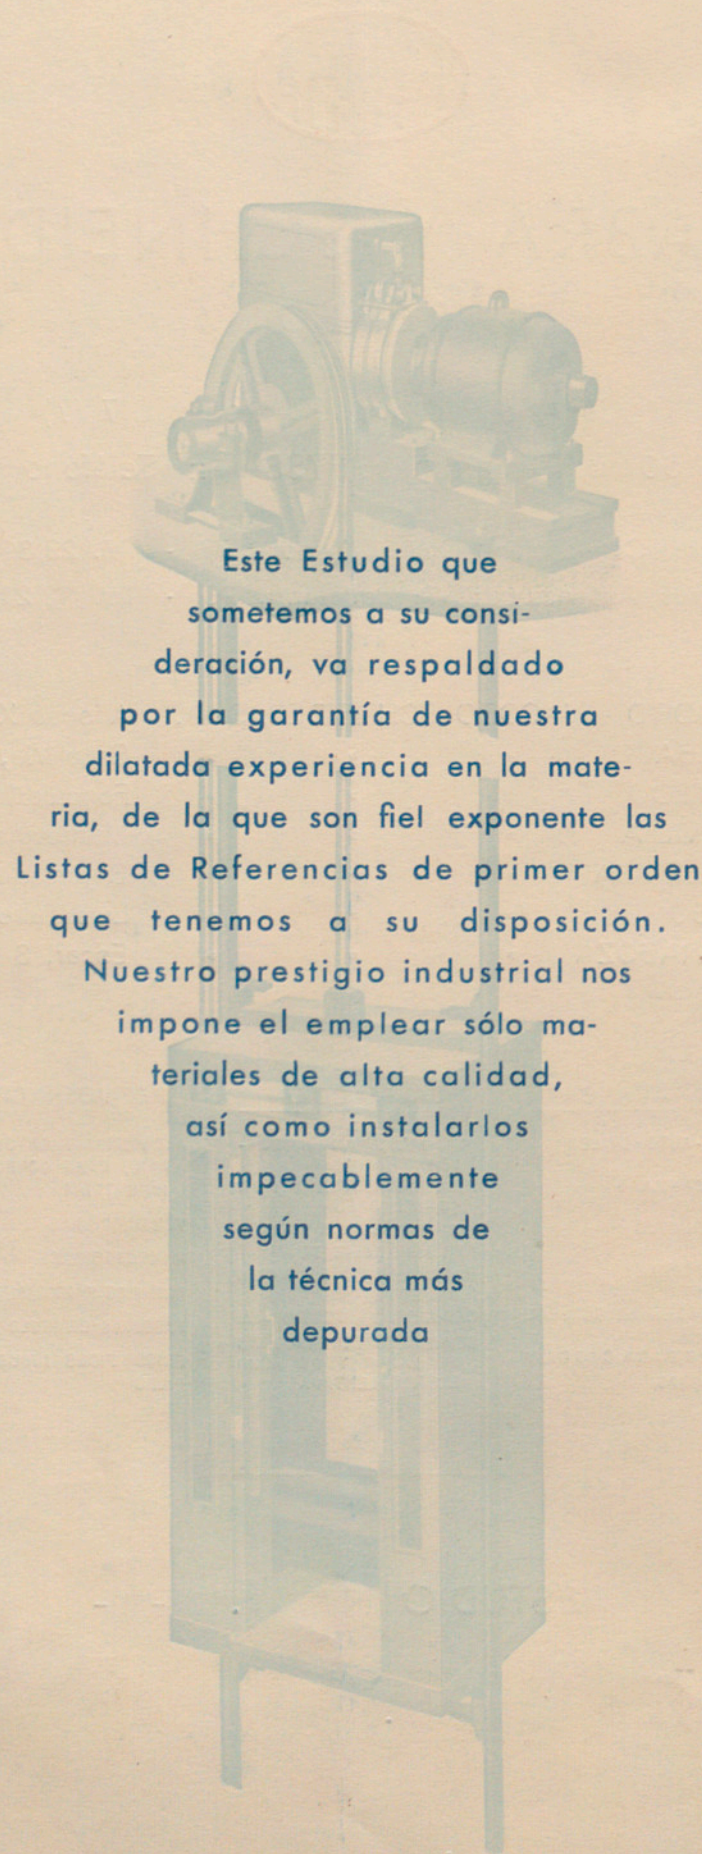 Este Estudio que
sometemos a su consi-
deración, va respaldado
por la garantía de nuestra
dilatada experiencia en la mate-
ria, de la que son fiel exponente las
Listas de Referencias de primer orden
que tenemos a su disposición.
Nuestro prestigio industrial nos
impone el emplear sólo ma-
teriales de alta calidad,
así como instalarlos
impecablemente
según normas de
la técnica más
depurada